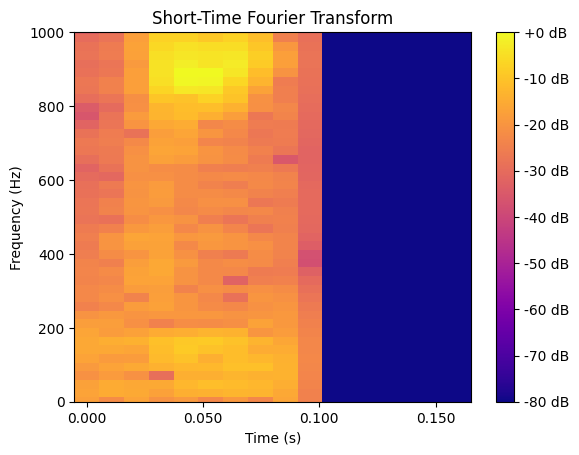 Short-Time Fourier Transform
Frequency (Hz)
1000
800
600
400
200
0
0.000
0.050
0.100
0.150
Time (s)
+0 dB
-10 dB
-20 dB
-30 dB
-40 dB
-50 dB
-60 dB
-70 dB
-80 dB